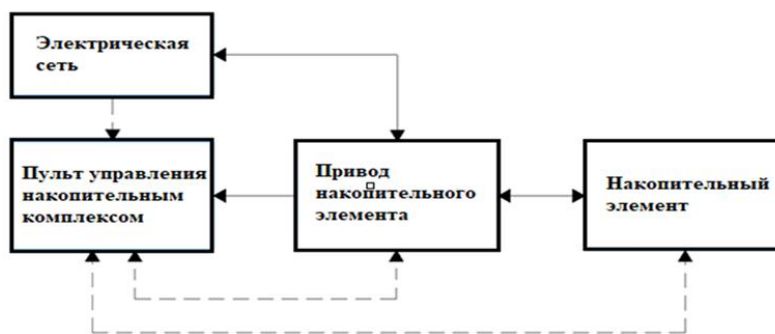 Электрическая
сеть
Пульт управления
накопительным
комплексом
Привод
накопительного
элемента
Накопительный
элемент